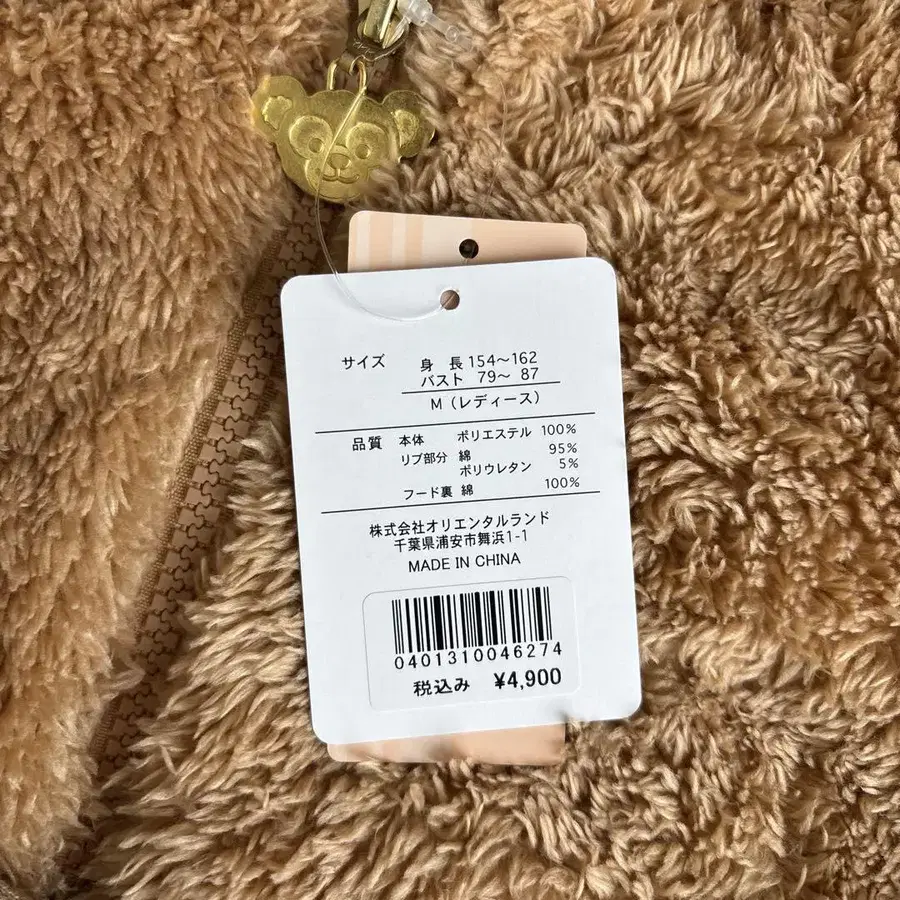 サイズ 身 長 154〜162
バスト 79〜 87
M（レディース）
品質 本体 ポリエステル 100%
リブ部分 綿 95%
ポリウレタン 5%
フード裏 綿 100%
株式会社オリエンタルランド
千葉県浦安市舞浜1-1
MADE IN CHINA
0401310046274
税込み ¥4,900